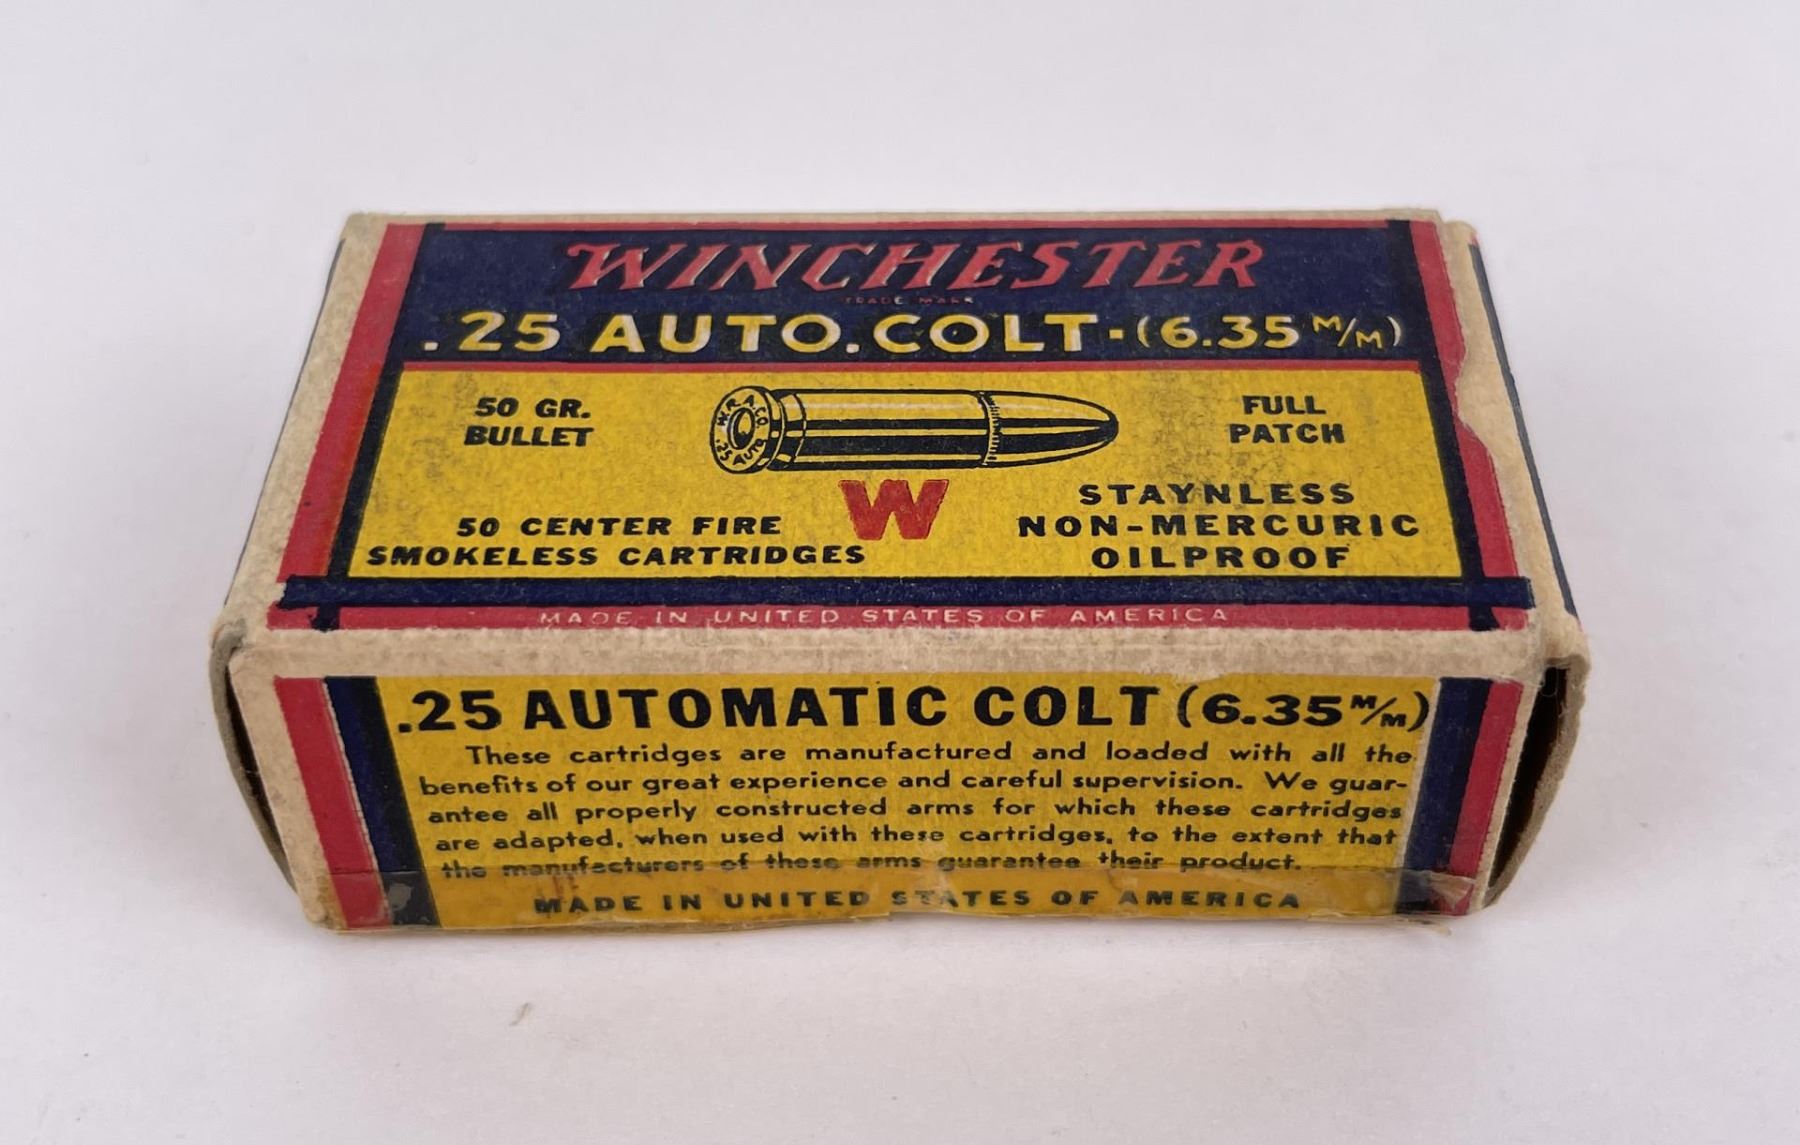 WINCHESTER
TRADE MARK
.25 AUTO. COLT-(6.35 M/M)
50 GR.
BULLET
W.R.A.CO.
.25 AUTO
FULL
PATCH
W
50 CENTER FIRE
SMOKELESS CARTRIDGES
STAYNLESS
NON-MERCURIC
OILPROOF
MADE IN UNITED STATES OF AMERICA
.25 AUTOMATIC COLT (6.35 M/M)
These cartridges are manufactured and loaded with all the
benefits of our great experience and careful supervision. We guar-
antee all properly constructed arms for which these cartridges
are adapted, when used with these cartridges, to the extent that
the manufacturers of these arms guarantee their product.
MADE IN UNITED STATES OF AMERICA